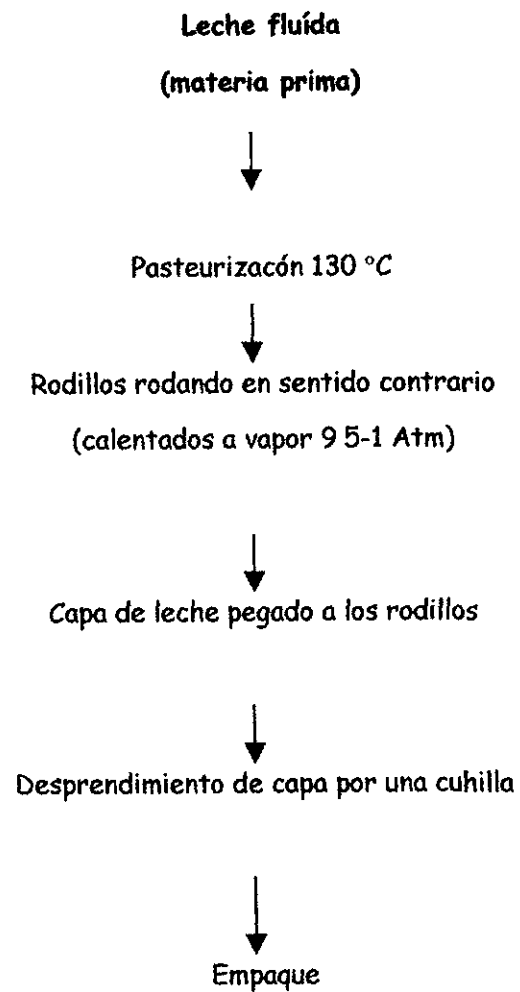 Leche fluída
(materia prima)
Pasteurizacón 130 °C
Rodillos rodando en sentido contrario
(calentados a vapor 9 5-1 Atm)
Capa de leche pegado a los rodillos
Desprendimiento de capa por una cuhilla
Empaque